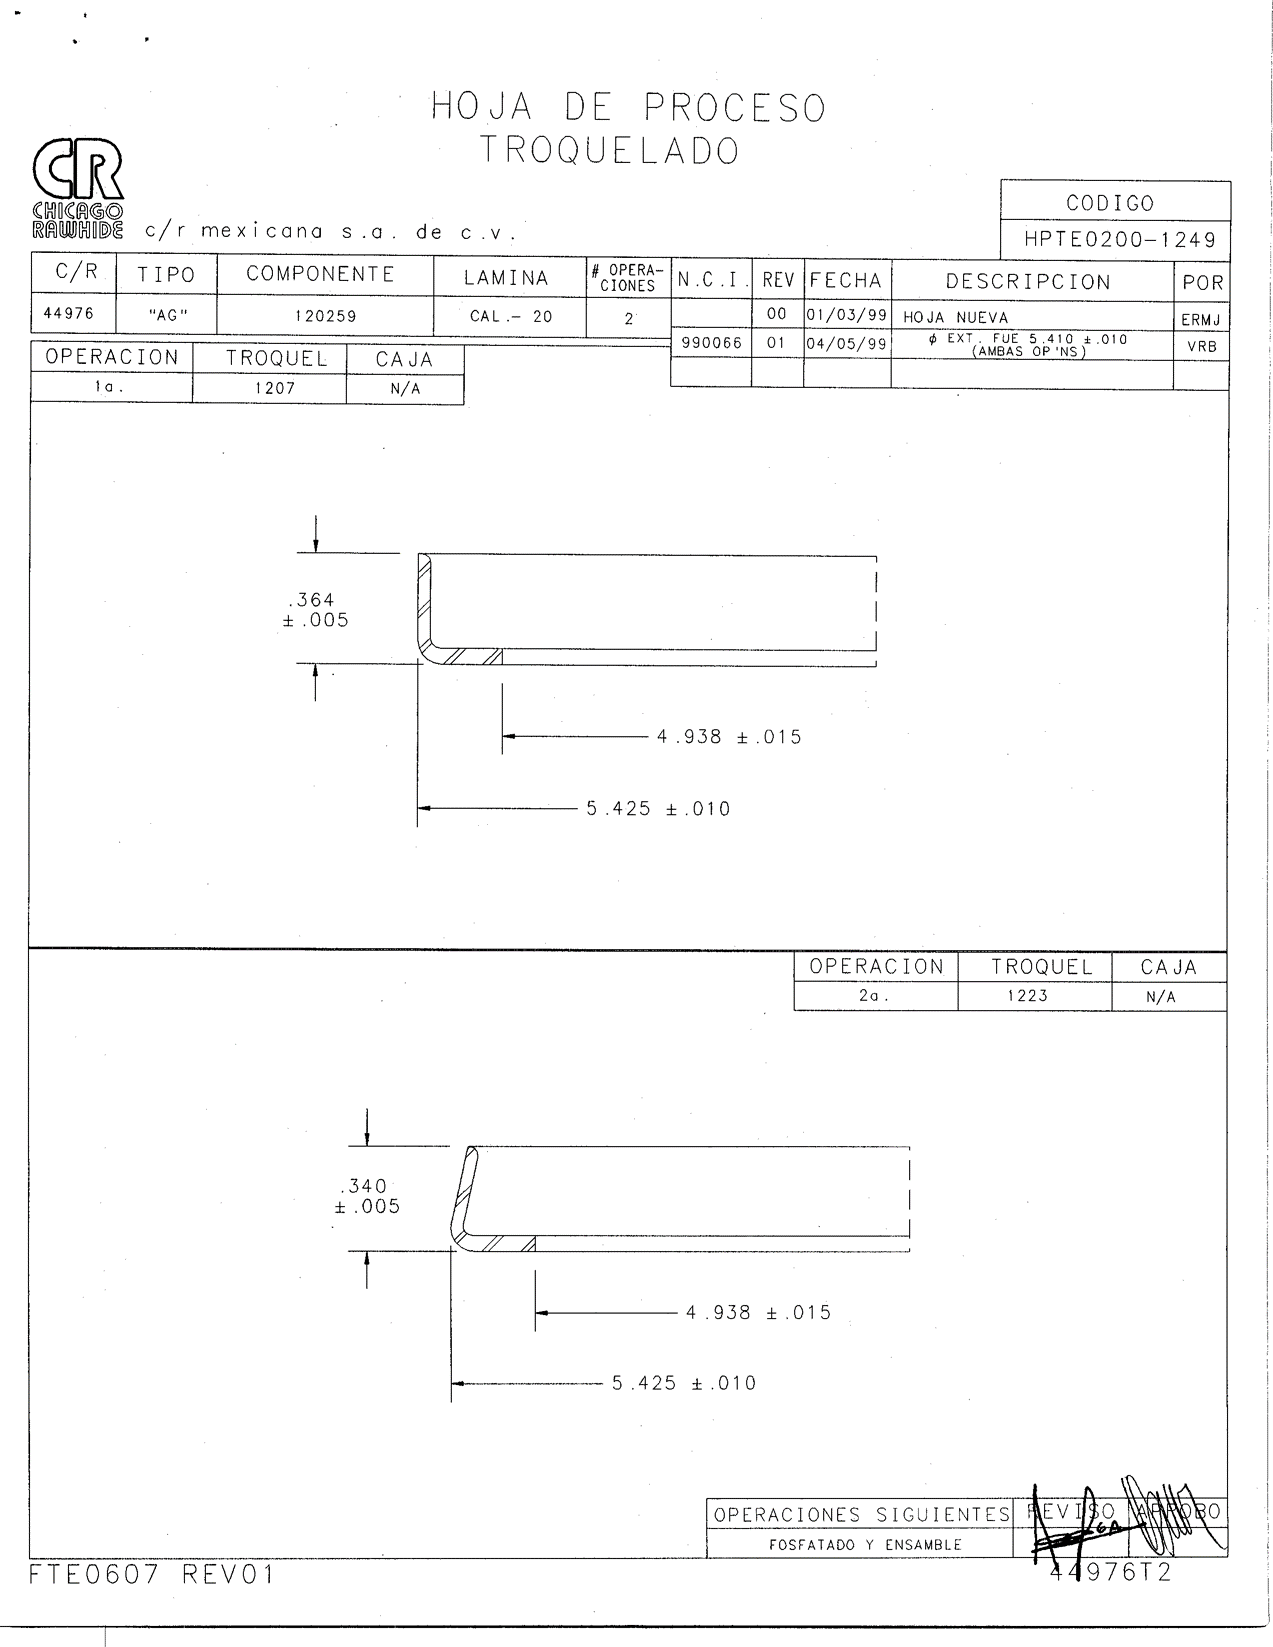 HOJA DE PROCESO
TROQUELADO
CR
CHICAGO
RAWHIDE
c/r mexicana s.a. de c.v.
CODIGO
HPTE0200-1249
C/R TIPO COMPONENTE LAMINA # OPERA-CIONES N.C.I. REV FECHA DESCRIPCION POR
44976 "AG" 120259 CAL.- 20 2 00 01/03/99 HOJA NUEVA ERMJ
990066 01 04/05/99 ϕ EXT. FUE 5.410 ±.010 (AMBAS OP'NS) VRB
OPERACION TROQUEL CAJA
1a. 1207 N/A
.364
±.005
4.938 ±.015
5.425 ±.010
OPERACION TROQUEL CAJA
2a. 1223 N/A
.340
±.005
4.938 ±.015
5.425 ±.010
OPERACIONES SIGUIENTES REVISO APROBO
FOSFATADO Y ENSAMBLE
FTE0607 REV01
44976T2